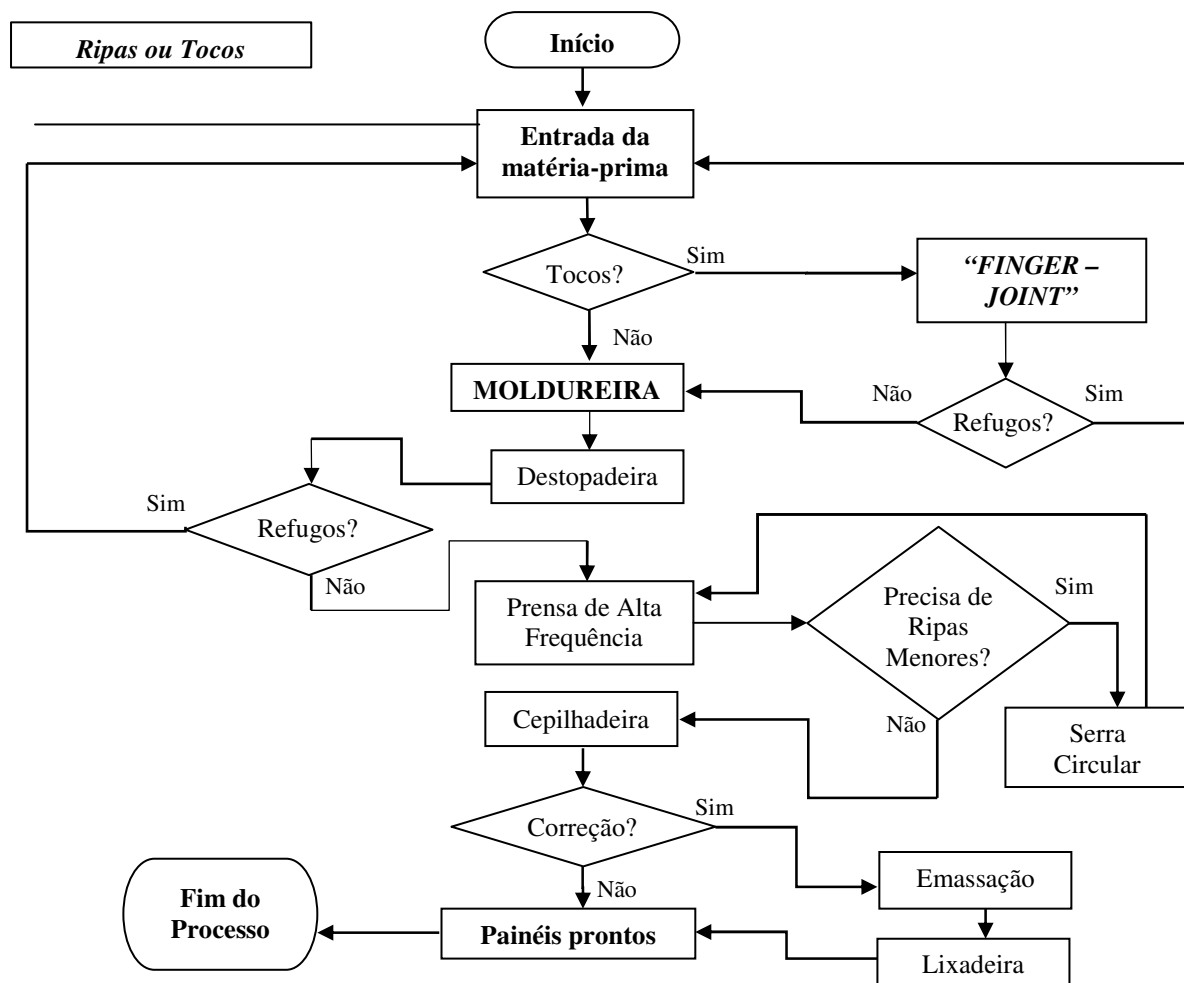 Ripas ou Tocos
Início
Entrada da
matéria-prima
Tocos?
Sim
“FINGER –
JOINT”
Não
MOLDUREIRA
Não
Refugos?
Sim
Destopadeira
Sim
Refugos?
Não
Prensa de Alta
Frequência
Precisa de
Ripas
Menores?
Sim
Não
Serra
Circular
Cepilhadeira
Correção?
Sim
Não
Emassação
Fim do
Processo
Painéis prontos
Lixadeira